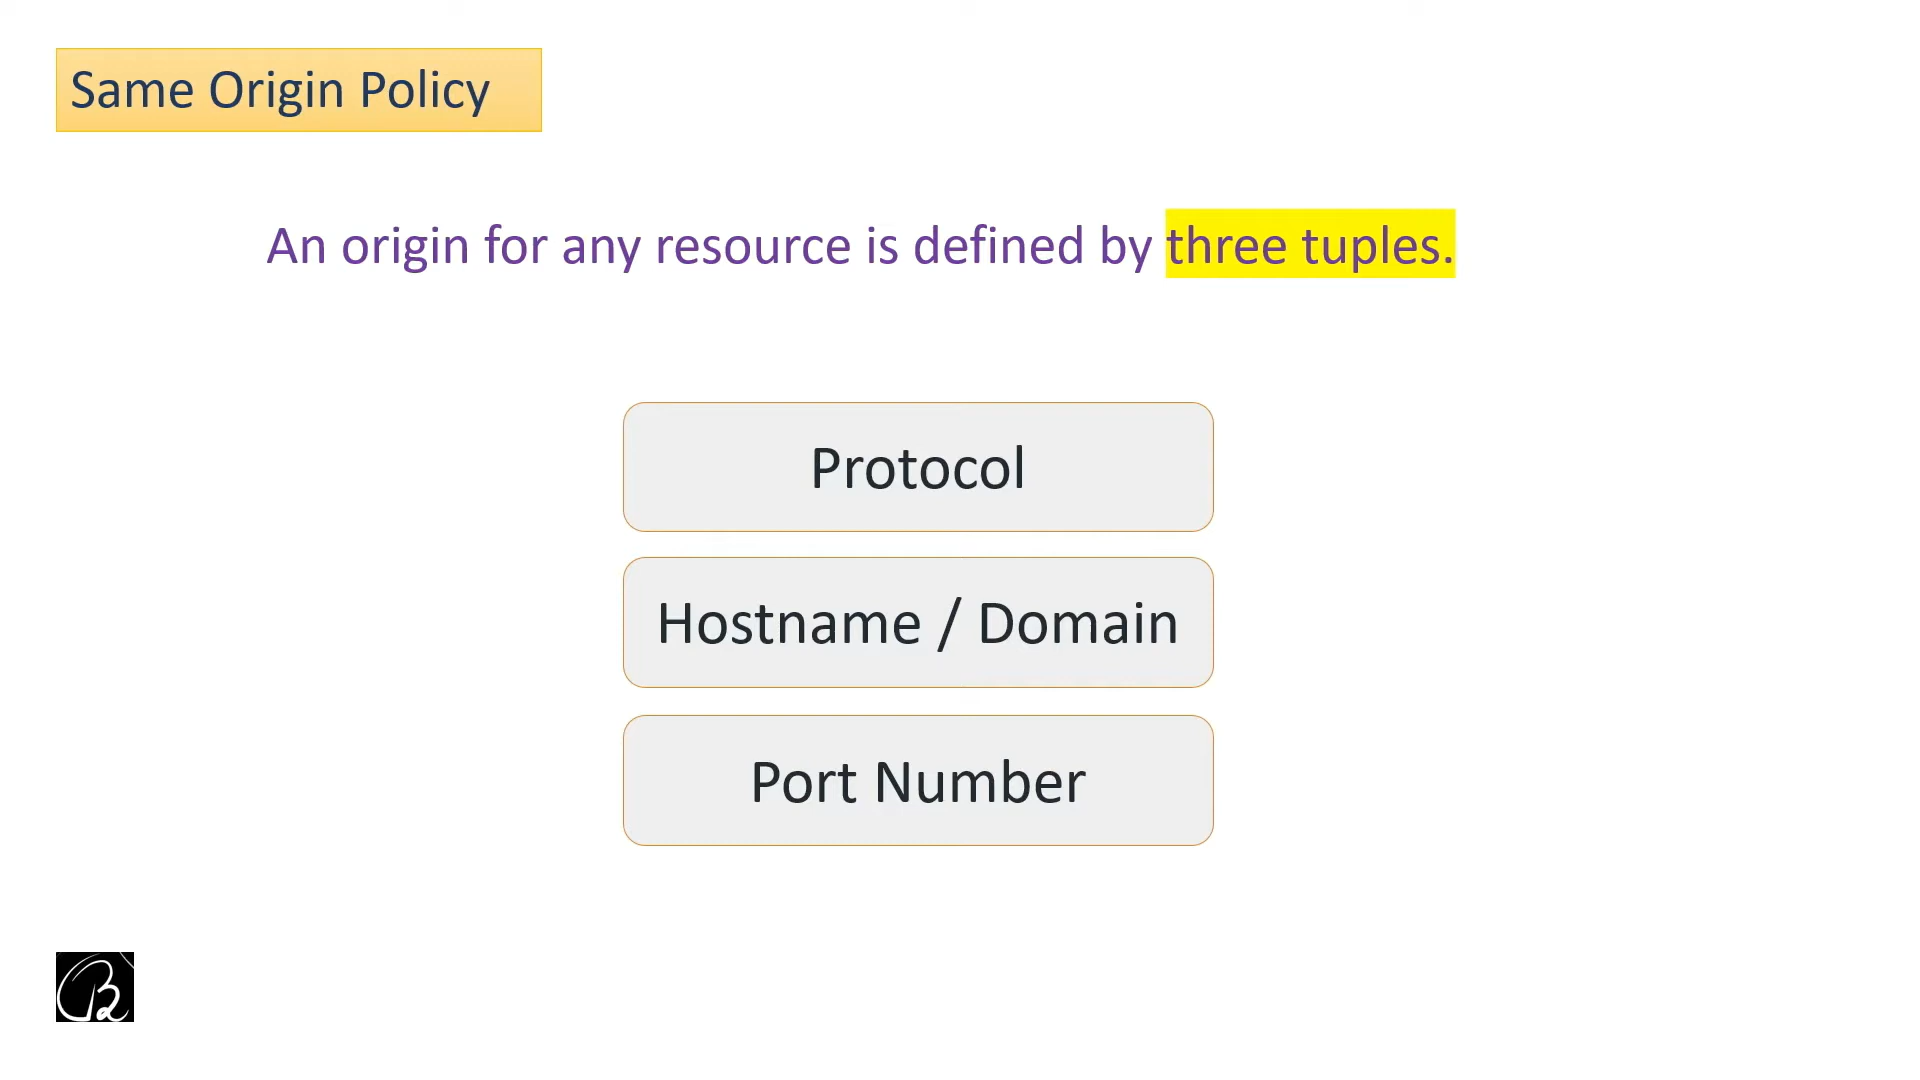 Same Origin Policy
An origin for any resource is defined by three tuples.
Protocol
Hostname / Domain
Port Number